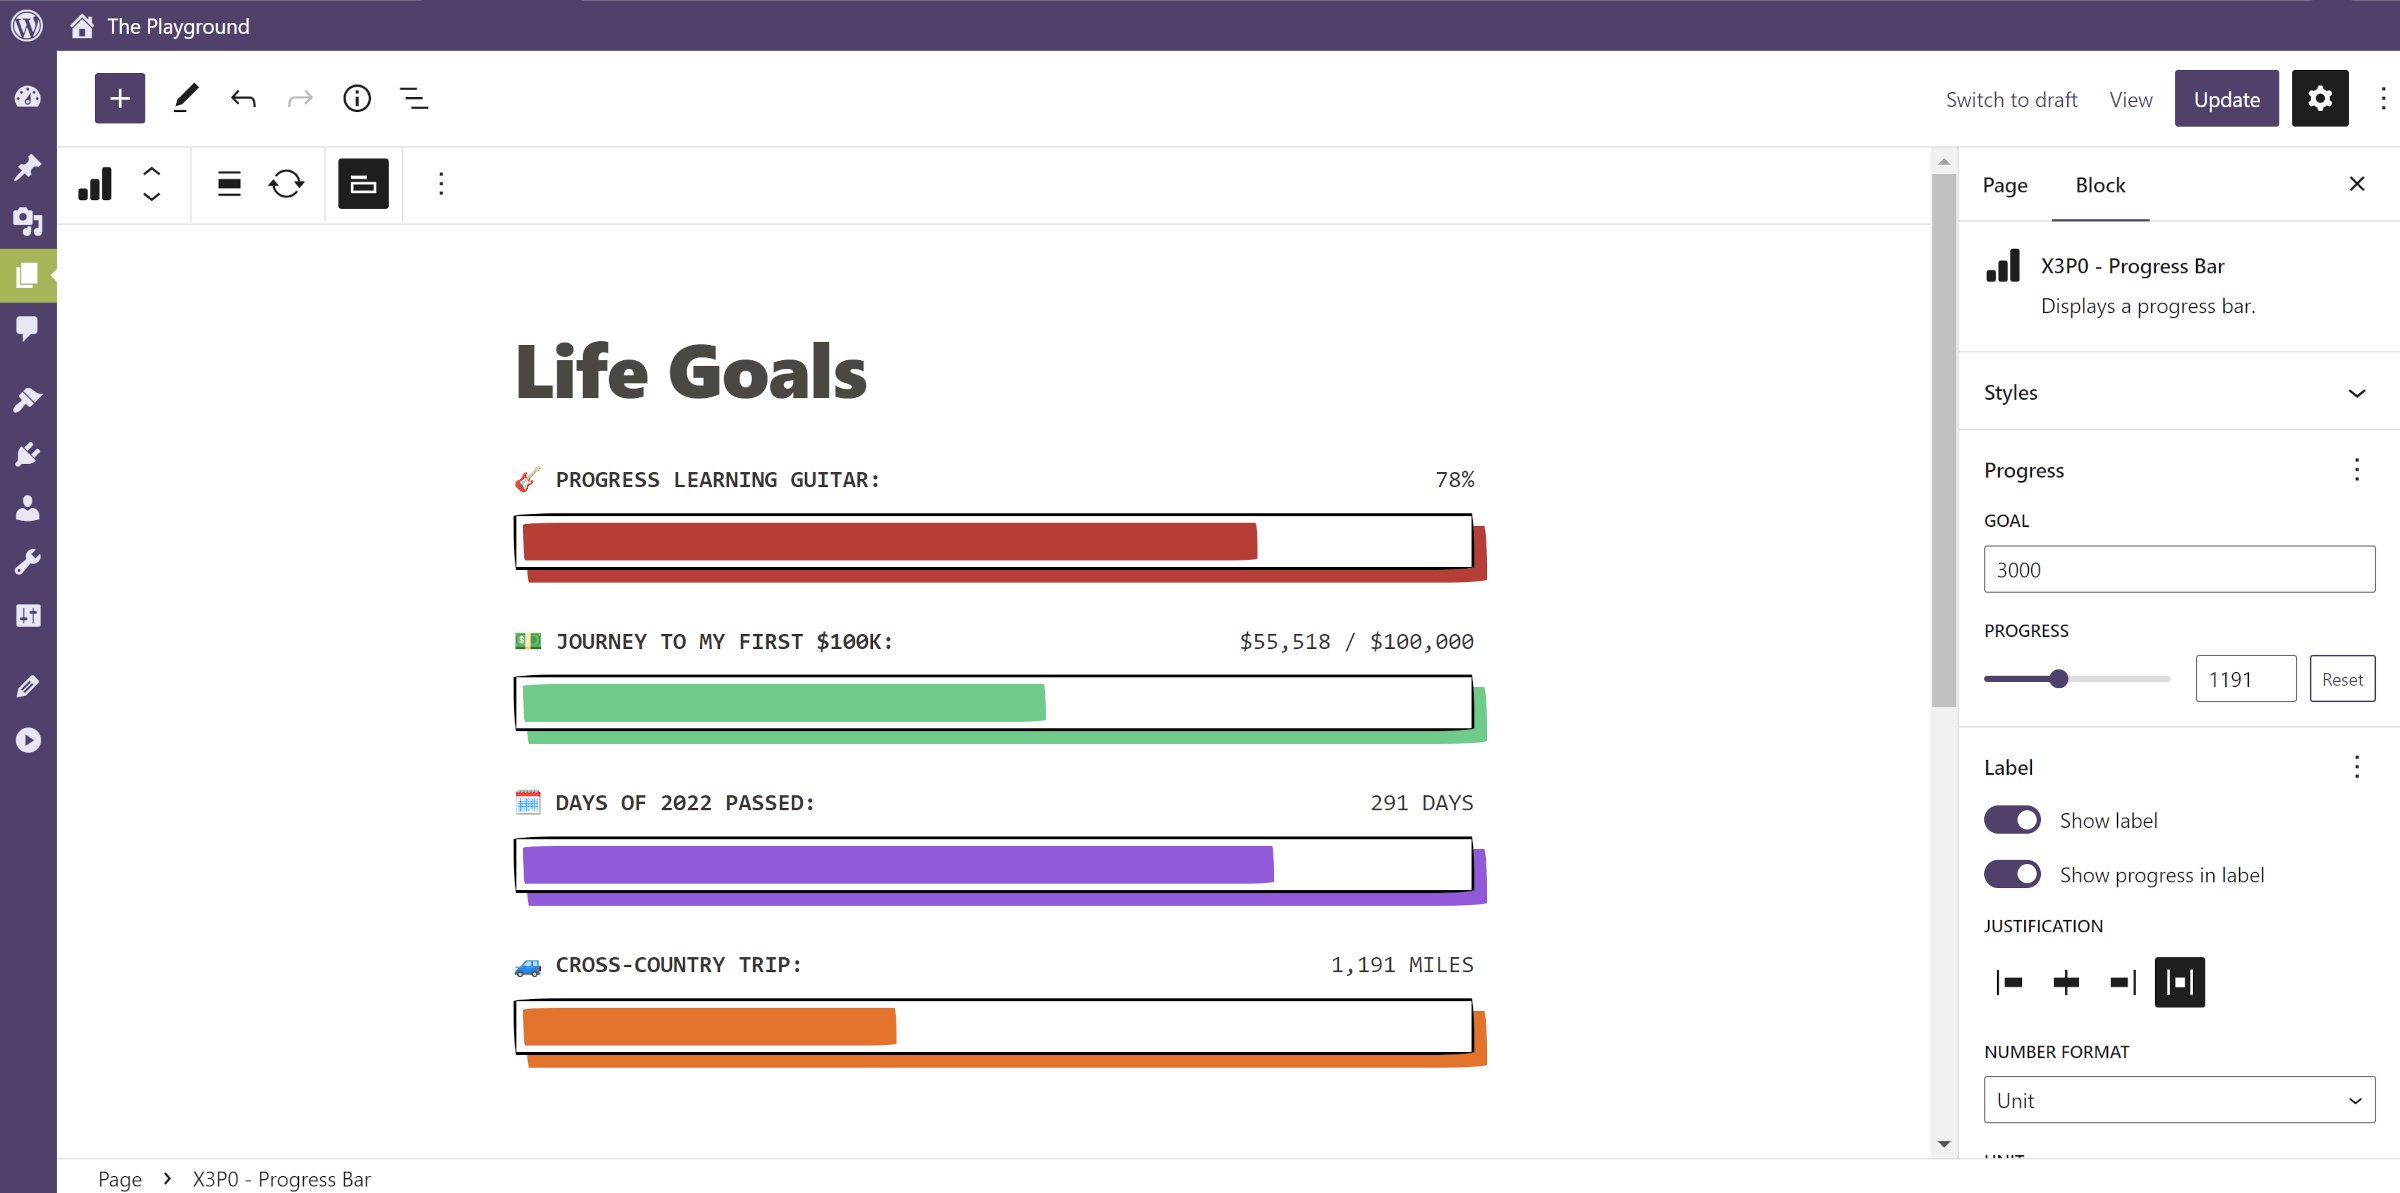 The Playground
Switch to draft
View
Update
Page
Block
X3P0 - Progress Bar
Displays a progress bar.
Styles
Progress
GOAL
3000
PROGRESS
1191
Reset
Label
Show label
Show progress in label
JUSTIFICATION
NUMBER FORMAT
Unit
Life Goals
PROGRESS LEARNING GUITAR: 78%
JOURNEY TO MY FIRST $100K: $55,518 / $100,000
DAYS OF 2022 PASSED: 291 DAYS
CROSS-COUNTRY TRIP: 1,191 MILES
Page > X3P0 - Progress Bar